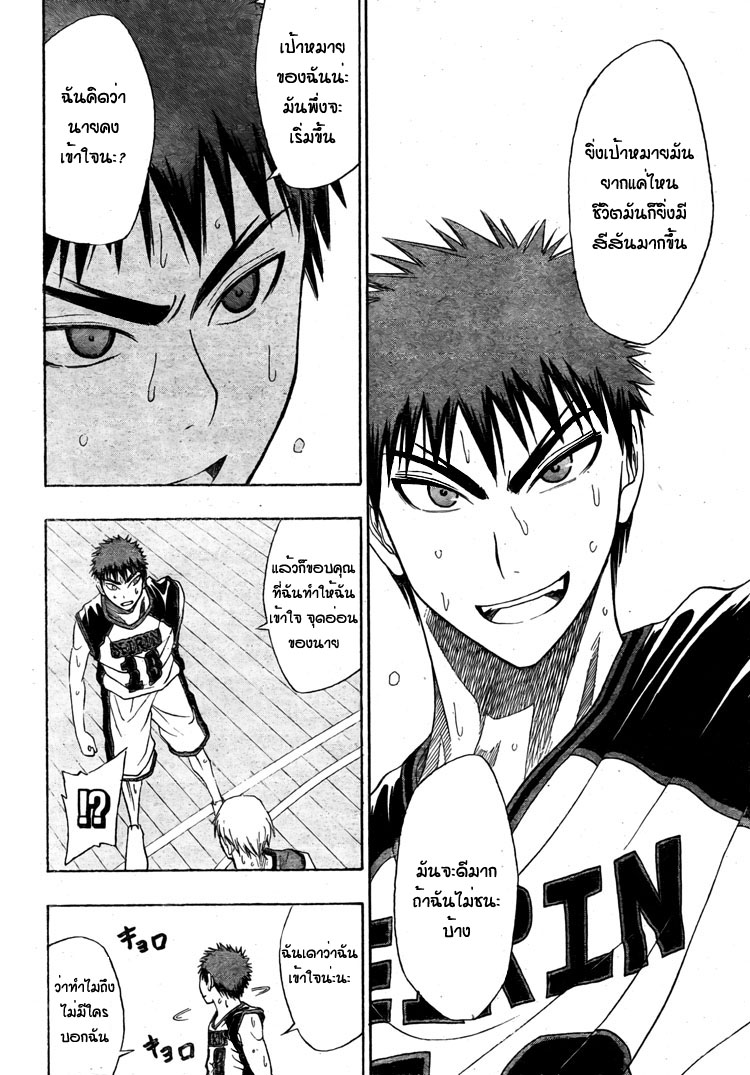 ยิ่งเป้าหมายมัน
ยากแค่ไหน
ชีวิตมันก็ยิ่งมี
สีสันมากขึ้น
มันจะดีมาก
ถ้าฉันไม่ชนะ
บ้าง
EIRIN
เป้าหมาย
ของฉันน่ะ
มันพึ่งจะ
เริ่มขึ้น
ฉันคิดว่า
นายคง
เข้าใจนะ?
แล้วก็ขอบคุณ
ที่ฉันทำให้ฉัน
เข้าใจ จุดอ่อน
ของนาย
SEIRIN
10
!?
ฉันเดาว่าฉัน
เข้าใจน่ะนะ
キョロ
キョロ
ว่าทำไมถึง
ไม่มีใคร
บอกฉัน